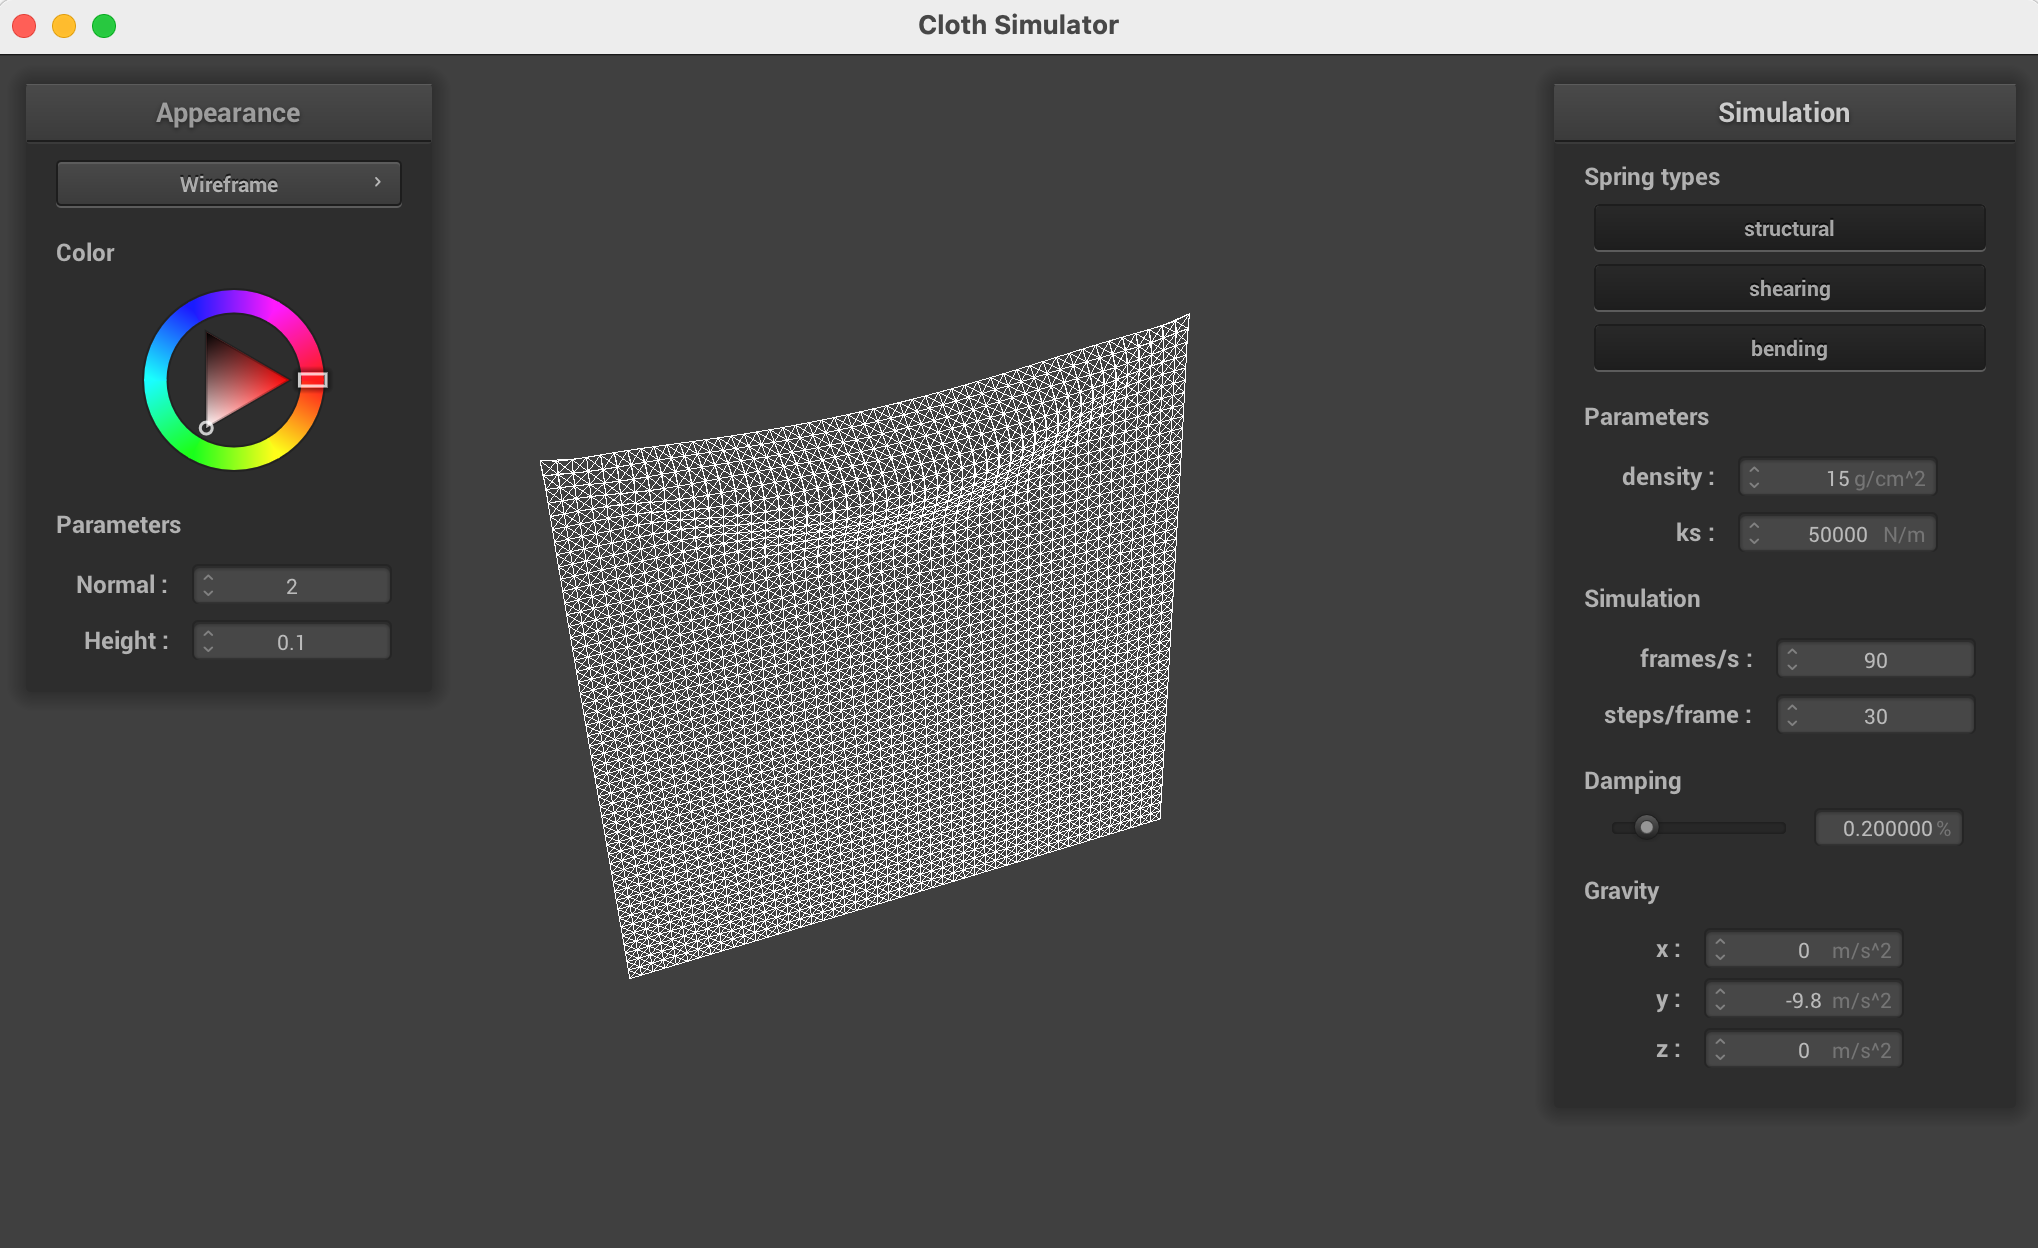 Cloth Simulator
Appearance
Wireframe
Color
Parameters
Normal : 2
Height : 0.1
Simulation
Spring types
structural
shearing
bending
Parameters
density : 15 g/cm^2
ks : 50000 N/m
Simulation
frames/s : 90
steps/frame : 30
Damping
0.200000 %
Gravity
x : 0 m/s^2
y : -9.8 m/s^2
z : 0 m/s^2